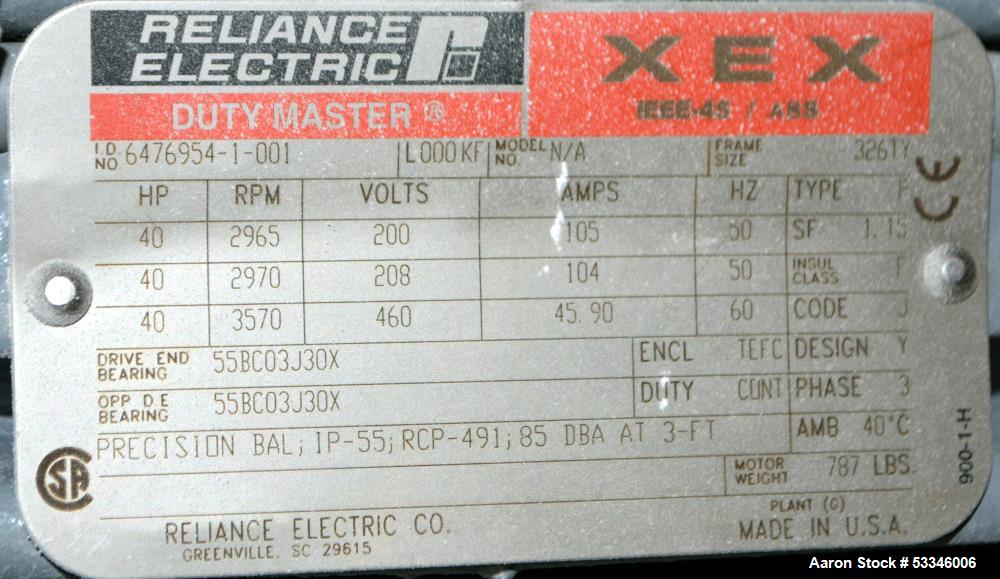 RELIANCE
ELECTRIC
DUTY MASTER ®
XEX
IEEE-45 / ABS
I.D. NO. 6476954-1-001 L000KF MODEL NO. N/A FRAME SIZE 326TY
HP RPM VOLTS AMPS HZ TYPE P
40 2965 200 105 50 SF 1.15
40 2970 208 104 50 INSUL CLASS F
40 3570 460 45.90 60 CODE J
DRIVE END BEARING 55BC03J30X ENCL TEFC DESIGN Y
OPP D E BEARING 55BC03J30X DUTY CONT PHASE 3
PRECISION BAL; IP-55; RCP-491; 85 DBA AT 3-FT AMB 40°C
MOTOR WEIGHT 787 LBS.
RELIANCE ELECTRIC CO.
GREENVILLE, SC 29615
PLANT (G)
MADE IN U.S.A.
CE
CSA
900-1-H
Aaron Stock # 53346006